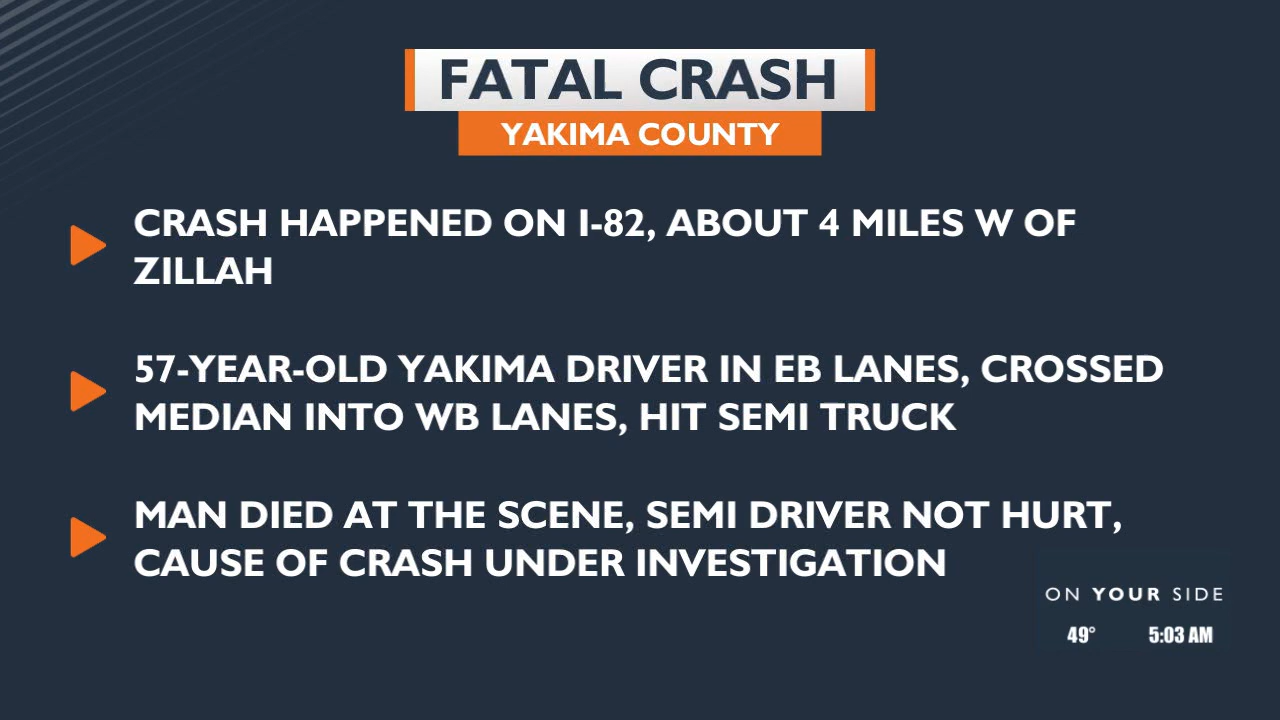 FATAL CRASH
YAKIMA COUNTY
CRASH HAPPENED ON I-82, ABOUT 4 MILES W OF
ZILLAH
57-YEAR-OLD YAKIMA DRIVER IN EB LANES, CROSSED
MEDIAN INTO WB LANES, HIT SEMI TRUCK
MAN DIED AT THE SCENE, SEMI DRIVER NOT HURT,
CAUSE OF CRASH UNDER INVESTIGATION
ON YOUR SIDE
49° 5:03 AM